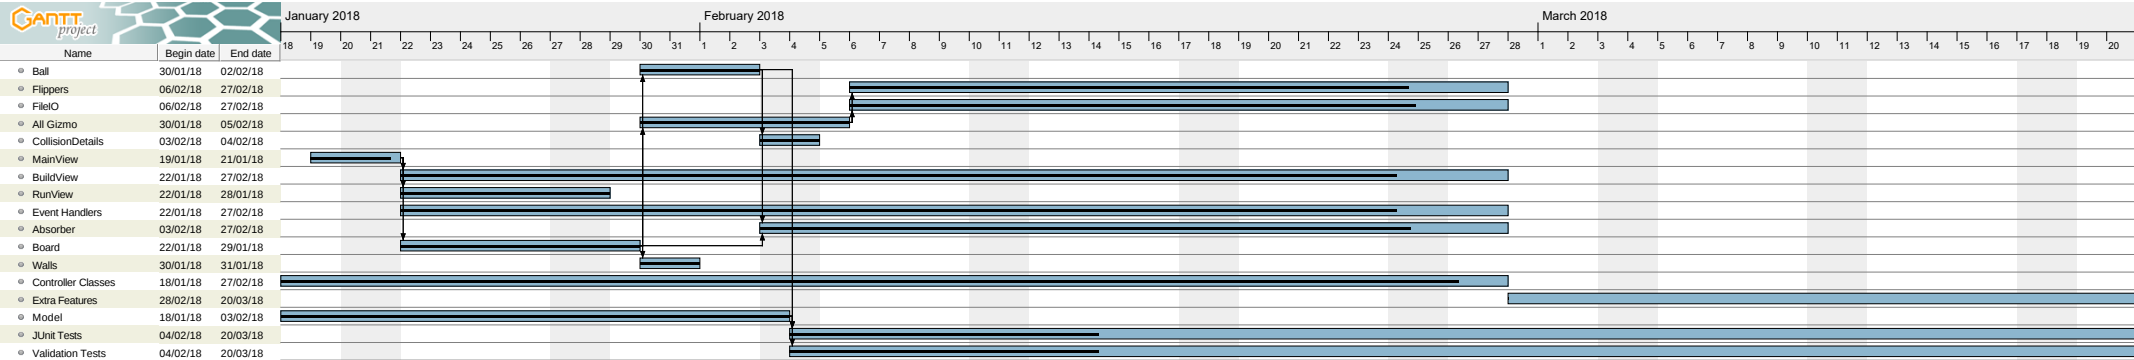 GANTT
project
January 2018 February 2018 March 2018
Name Begin date End date 18 19 20 21 22 23 24 25 26 27 28 29 30 31 1 2 3 4 5 6 7 8 9 10 11 12 13 14 15 16 17 18 19 20 21 22 23 24 25 26 27 28 1 2 3 4 5 6 7 8 9 10 11 12 13 14 15 16 17 18 19 20
Ball 30/01/18 02/02/18
Flippers 06/02/18 27/02/18
FileIO 06/02/18 27/02/18
All Gizmo 30/01/18 05/02/18
CollisionDetails 03/02/18 04/02/18
MainView 19/01/18 21/01/18
BuildView 22/01/18 27/02/18
RunView 22/01/18 28/01/18
Event Handlers 22/01/18 27/02/18
Absorber 03/02/18 27/02/18
Board 22/01/18 29/01/18
Walls 30/01/18 31/01/18
Controller Classes 18/01/18 27/02/18
Extra Features 28/02/18 20/03/18
Model 18/01/18 03/02/18
JUnit Tests 04/02/18 20/03/18
Validation Tests 04/02/18 20/03/18